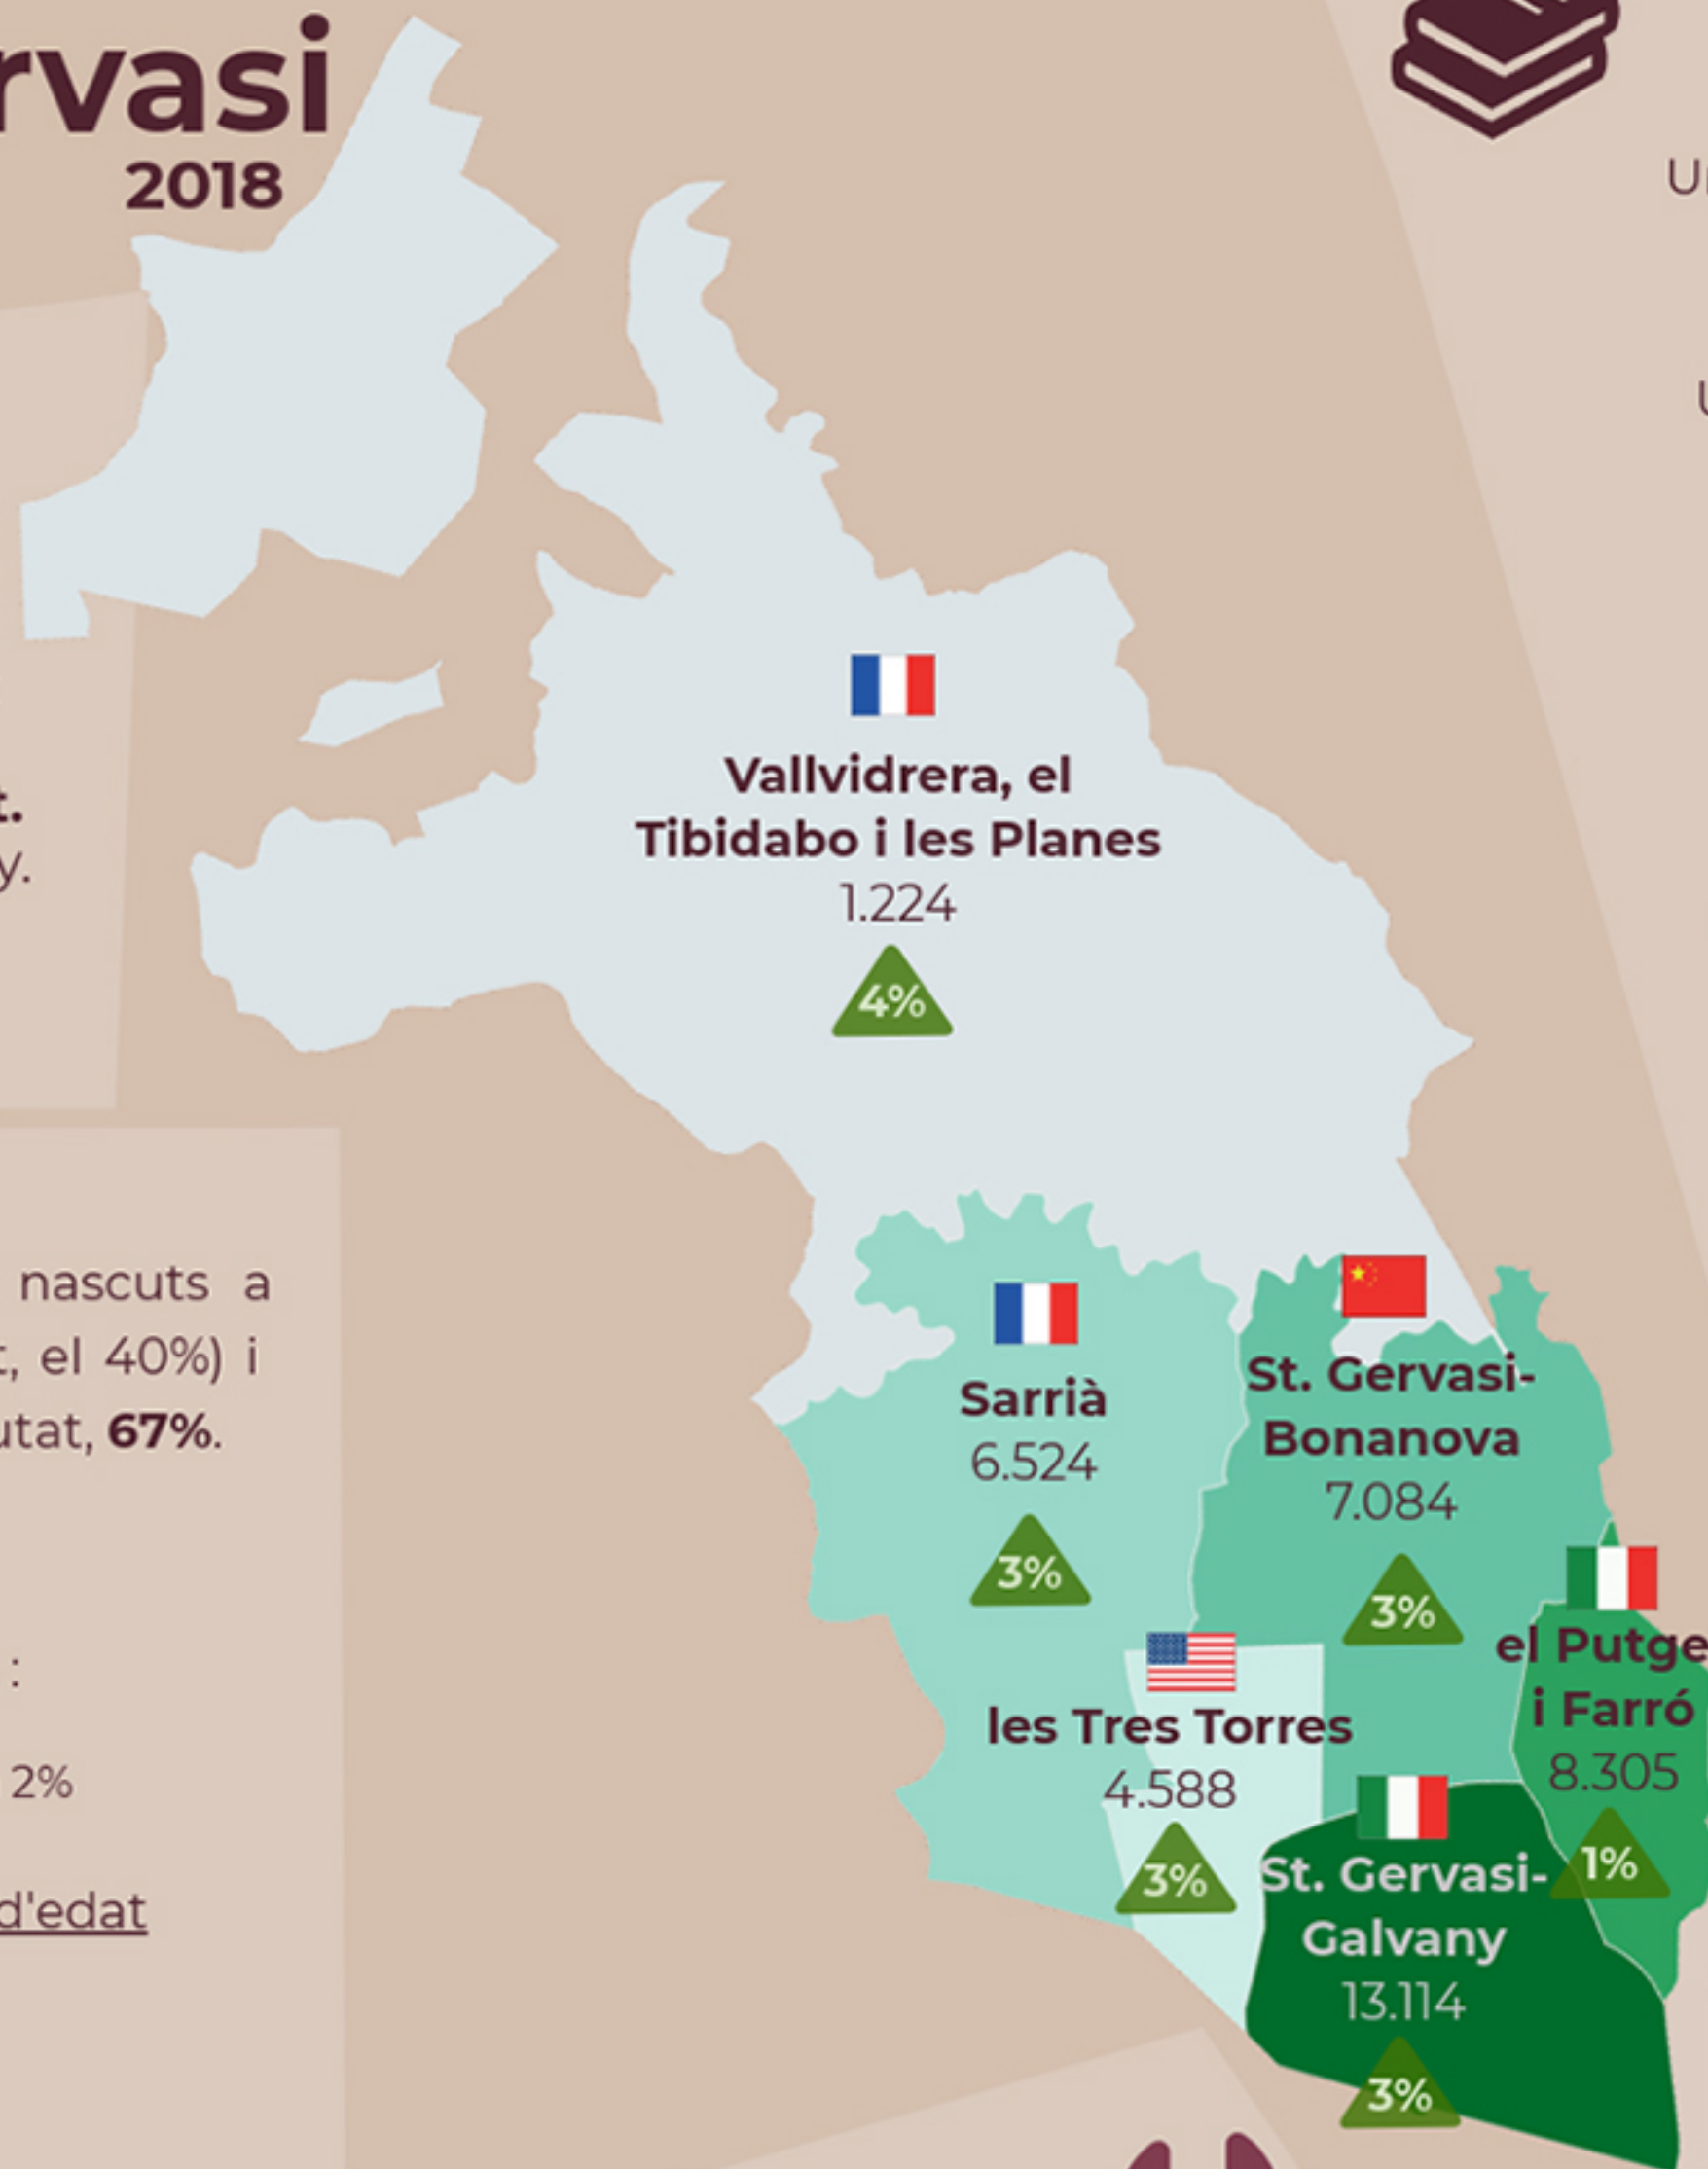 rvasi
2018
t.
y.
nascuts a
t, el 40%) i
utat, 67%.
:
2%
d'edat
Vallvidrera, el
Tibidabo i les Planes
1.224
4%
Sarrià
6.524
3%
St. Gervasi-
Bonanova
7.084
3%
el Putge
i Farró
8.305
1%
les Tres Torres
4.588
3%
St. Gervasi-
Galvany
13.114
3%